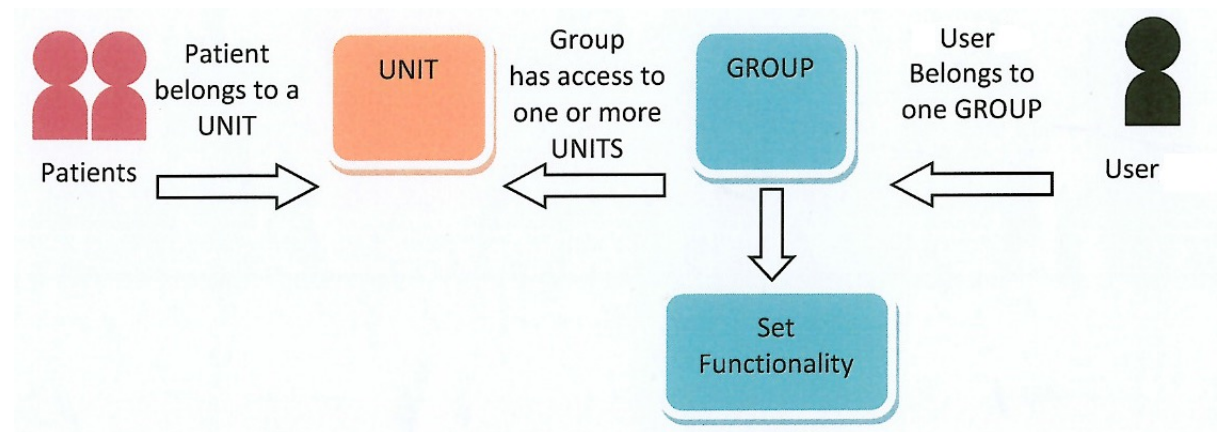 Patient
belongs to a
UNIT
Patients
UNIT
Group
has access to
one or more
UNITS
GROUP
User
Belongs to
one GROUP
User
Set
Functionality